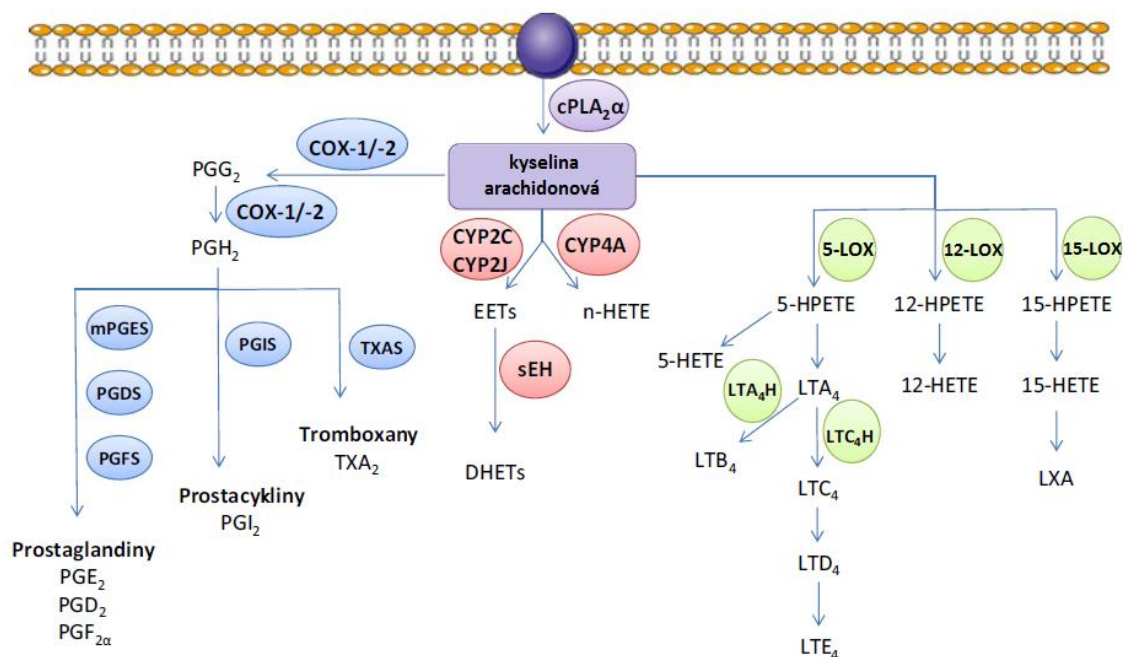 cPLA₂α
kyselina
arachidonová
COX-1/-2
PGG₂
COX-1/-2
PGH₂
mPGES
PGDS
PGFS
PGIS
TXAS
Tromboxany
TXA₂
Prostacykliny
PGI₂
Prostaglandiny
PGE₂
PGD₂
PGF₂α
CYP2C
CYP2J
CYP4A
EETs
n-HETE
sEH
DHETs
5-LOX
12-LOX
15-LOX
5-HPETE
12-HPETE
15-HPETE
5-HETE
LTA₄H
LTA₄
12-HETE
15-HETE
LTC₄H
LTB₄
LTC₄
LXA
LTD₄
LTE₄